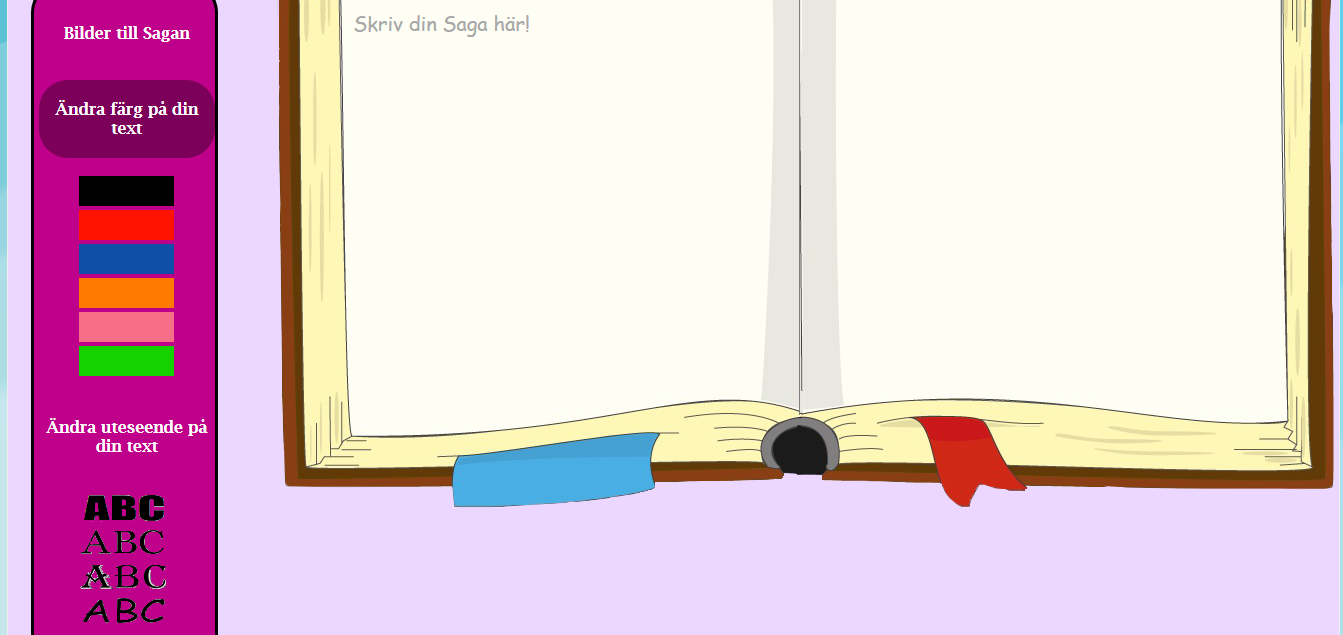 Bilder till Sagan
Ändra färg på din
text
Ändra uteseende på
din text
ABC
ABC
ABC
ABC
Skriv din Saga här!